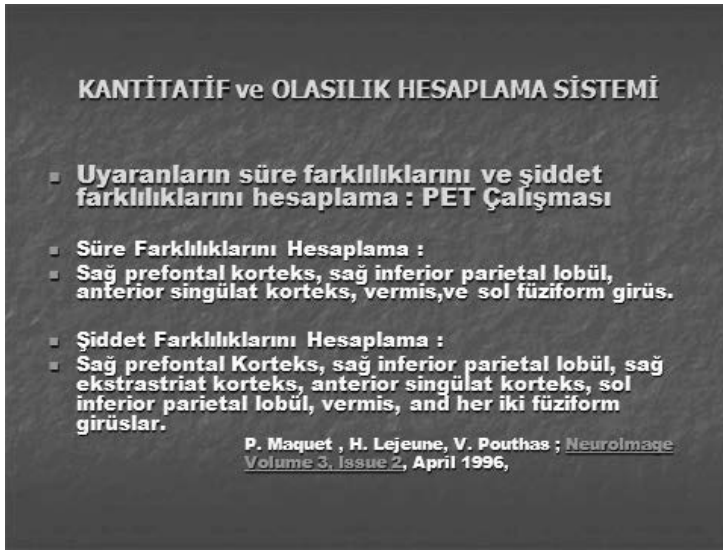 KANTİTATİF ve OLASILIK HESAPLAMA SİSTEMİ
Uyaranların süre farklılıklarını ve şiddet
farklılıklarını hesaplama : PET Çalışması
Süre Farklılıklarını Hesaplama :
Sağ prefontal korteks, sağ inferior parietal lobül,
anterior singülat korteks, vermis,ve sol füziform girüs.
Şiddet Farklılıklarını Hesaplama :
Sağ prefontal Korteks, sağ inferior parietal lobül, sağ
ekstrastriat korteks, anterior singülat korteks, sol
inferior parietal lobül, vermis, and her iki füziform
girüslar.
P. Maquet , H. Lejeune, V. Pouthas ; NeuroImage
Volume 3, Issue 2, April 1996,